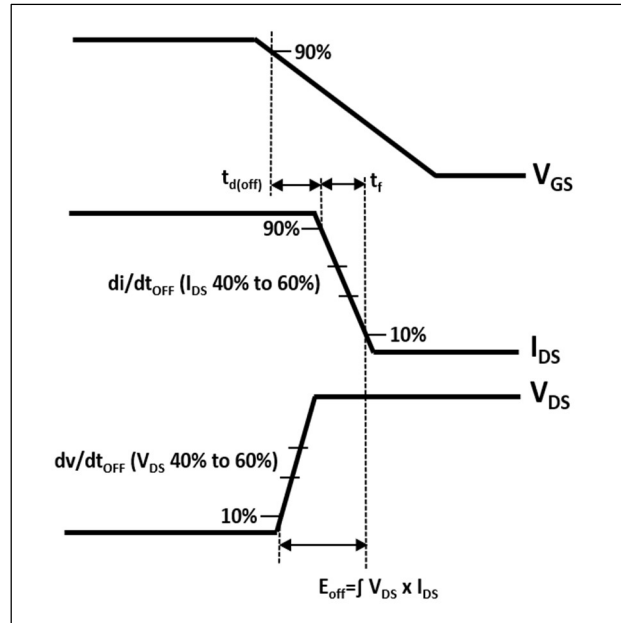 90%
V_GS
t_d(off) t_f
90%
di/dt_OFF (I_DS 40% to 60%)
10%
I_DS
V_DS
dv/dt_OFF (V_DS 40% to 60%)
10%
E_off=∫ V_DS x I_DS